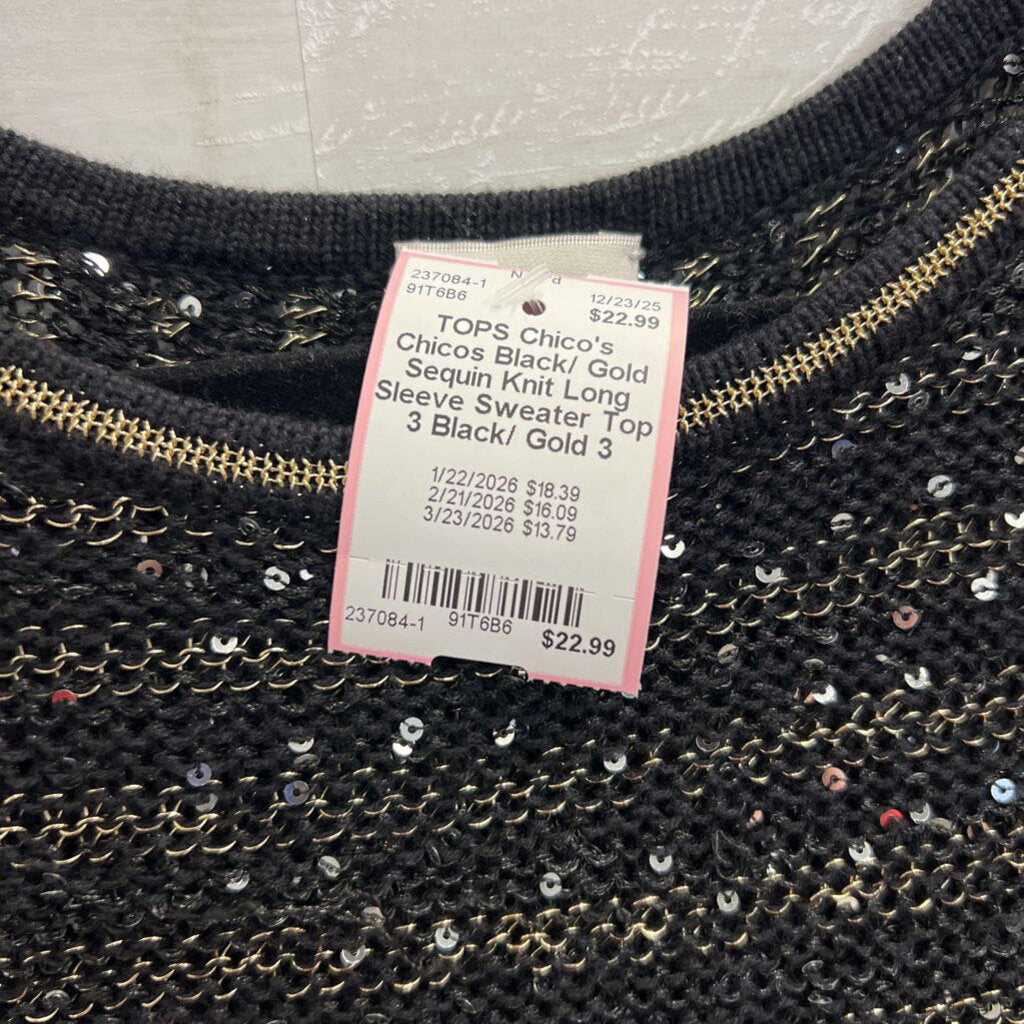 237084-1
91T6B6
12/23/25
$22.99
TOPS Chico's
Chicos Black/ Gold
Sequin Knit Long
Sleeve Sweater Top
3 Black/ Gold 3
1/22/2026 $18.39
2/21/2026 $16.09
3/23/2026 $13.79
237084-1 91T6B6 $22.99